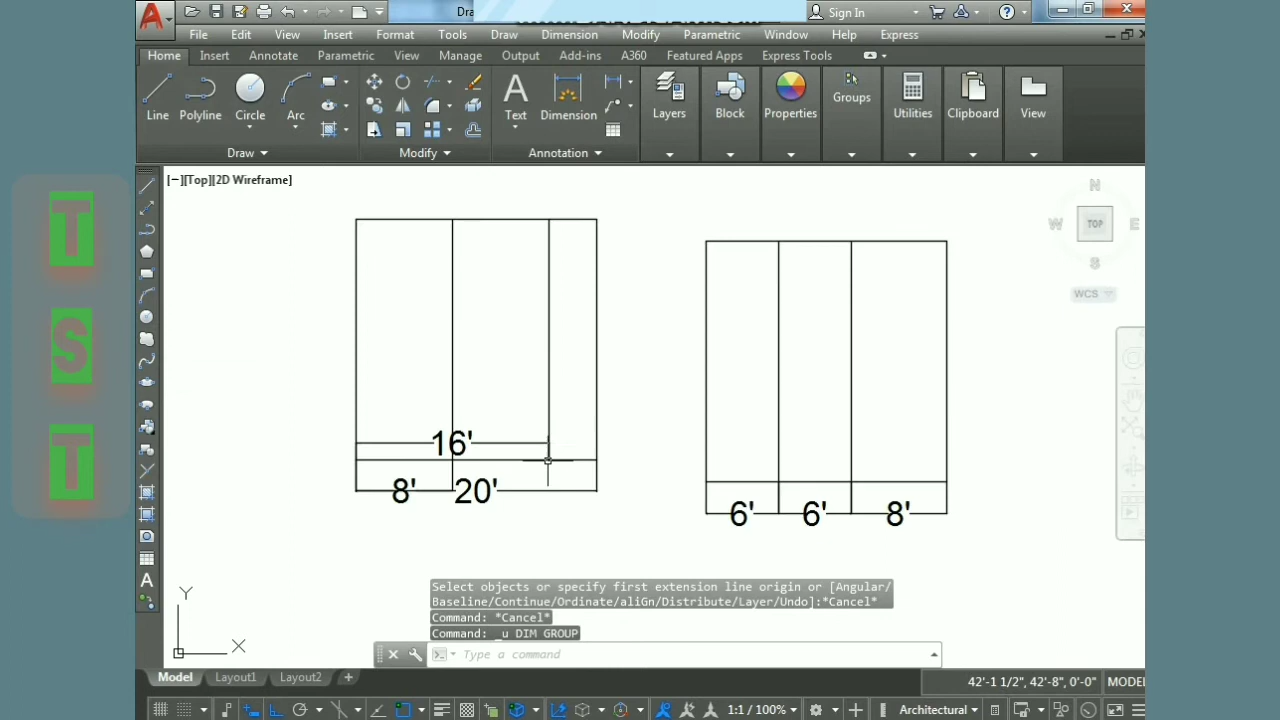 Dra
Sign In
File Edit View Insert Format Tools Draw Dimension Modify Parametric Window Help Express
Home Insert Annotate Parametric View Manage Output Add-ins A360 Featured Apps Express Tools
Line Polyline Circle Arc Text Dimension Layers Block Properties Groups Utilities Clipboard View
Draw Modify Annotation
[−][Top][2D Wireframe]
T
S
T
N
W TOP E
S
WCS
16'
8' 20'
6' 6' 8'
Y
X
Select objects or specify first extension line origin or [Angular/
Baseline/Continue/Ordinate/aliGn/Distribute/Layer/Undo]:*Cancel*
Command: *Cancel*
Command: _u DIM GROUP
Type a command
Model Layout1 Layout2 +
42'-1 1/2", 42'-8", 0'-0" MODEL
1:1 / 100% Architectural